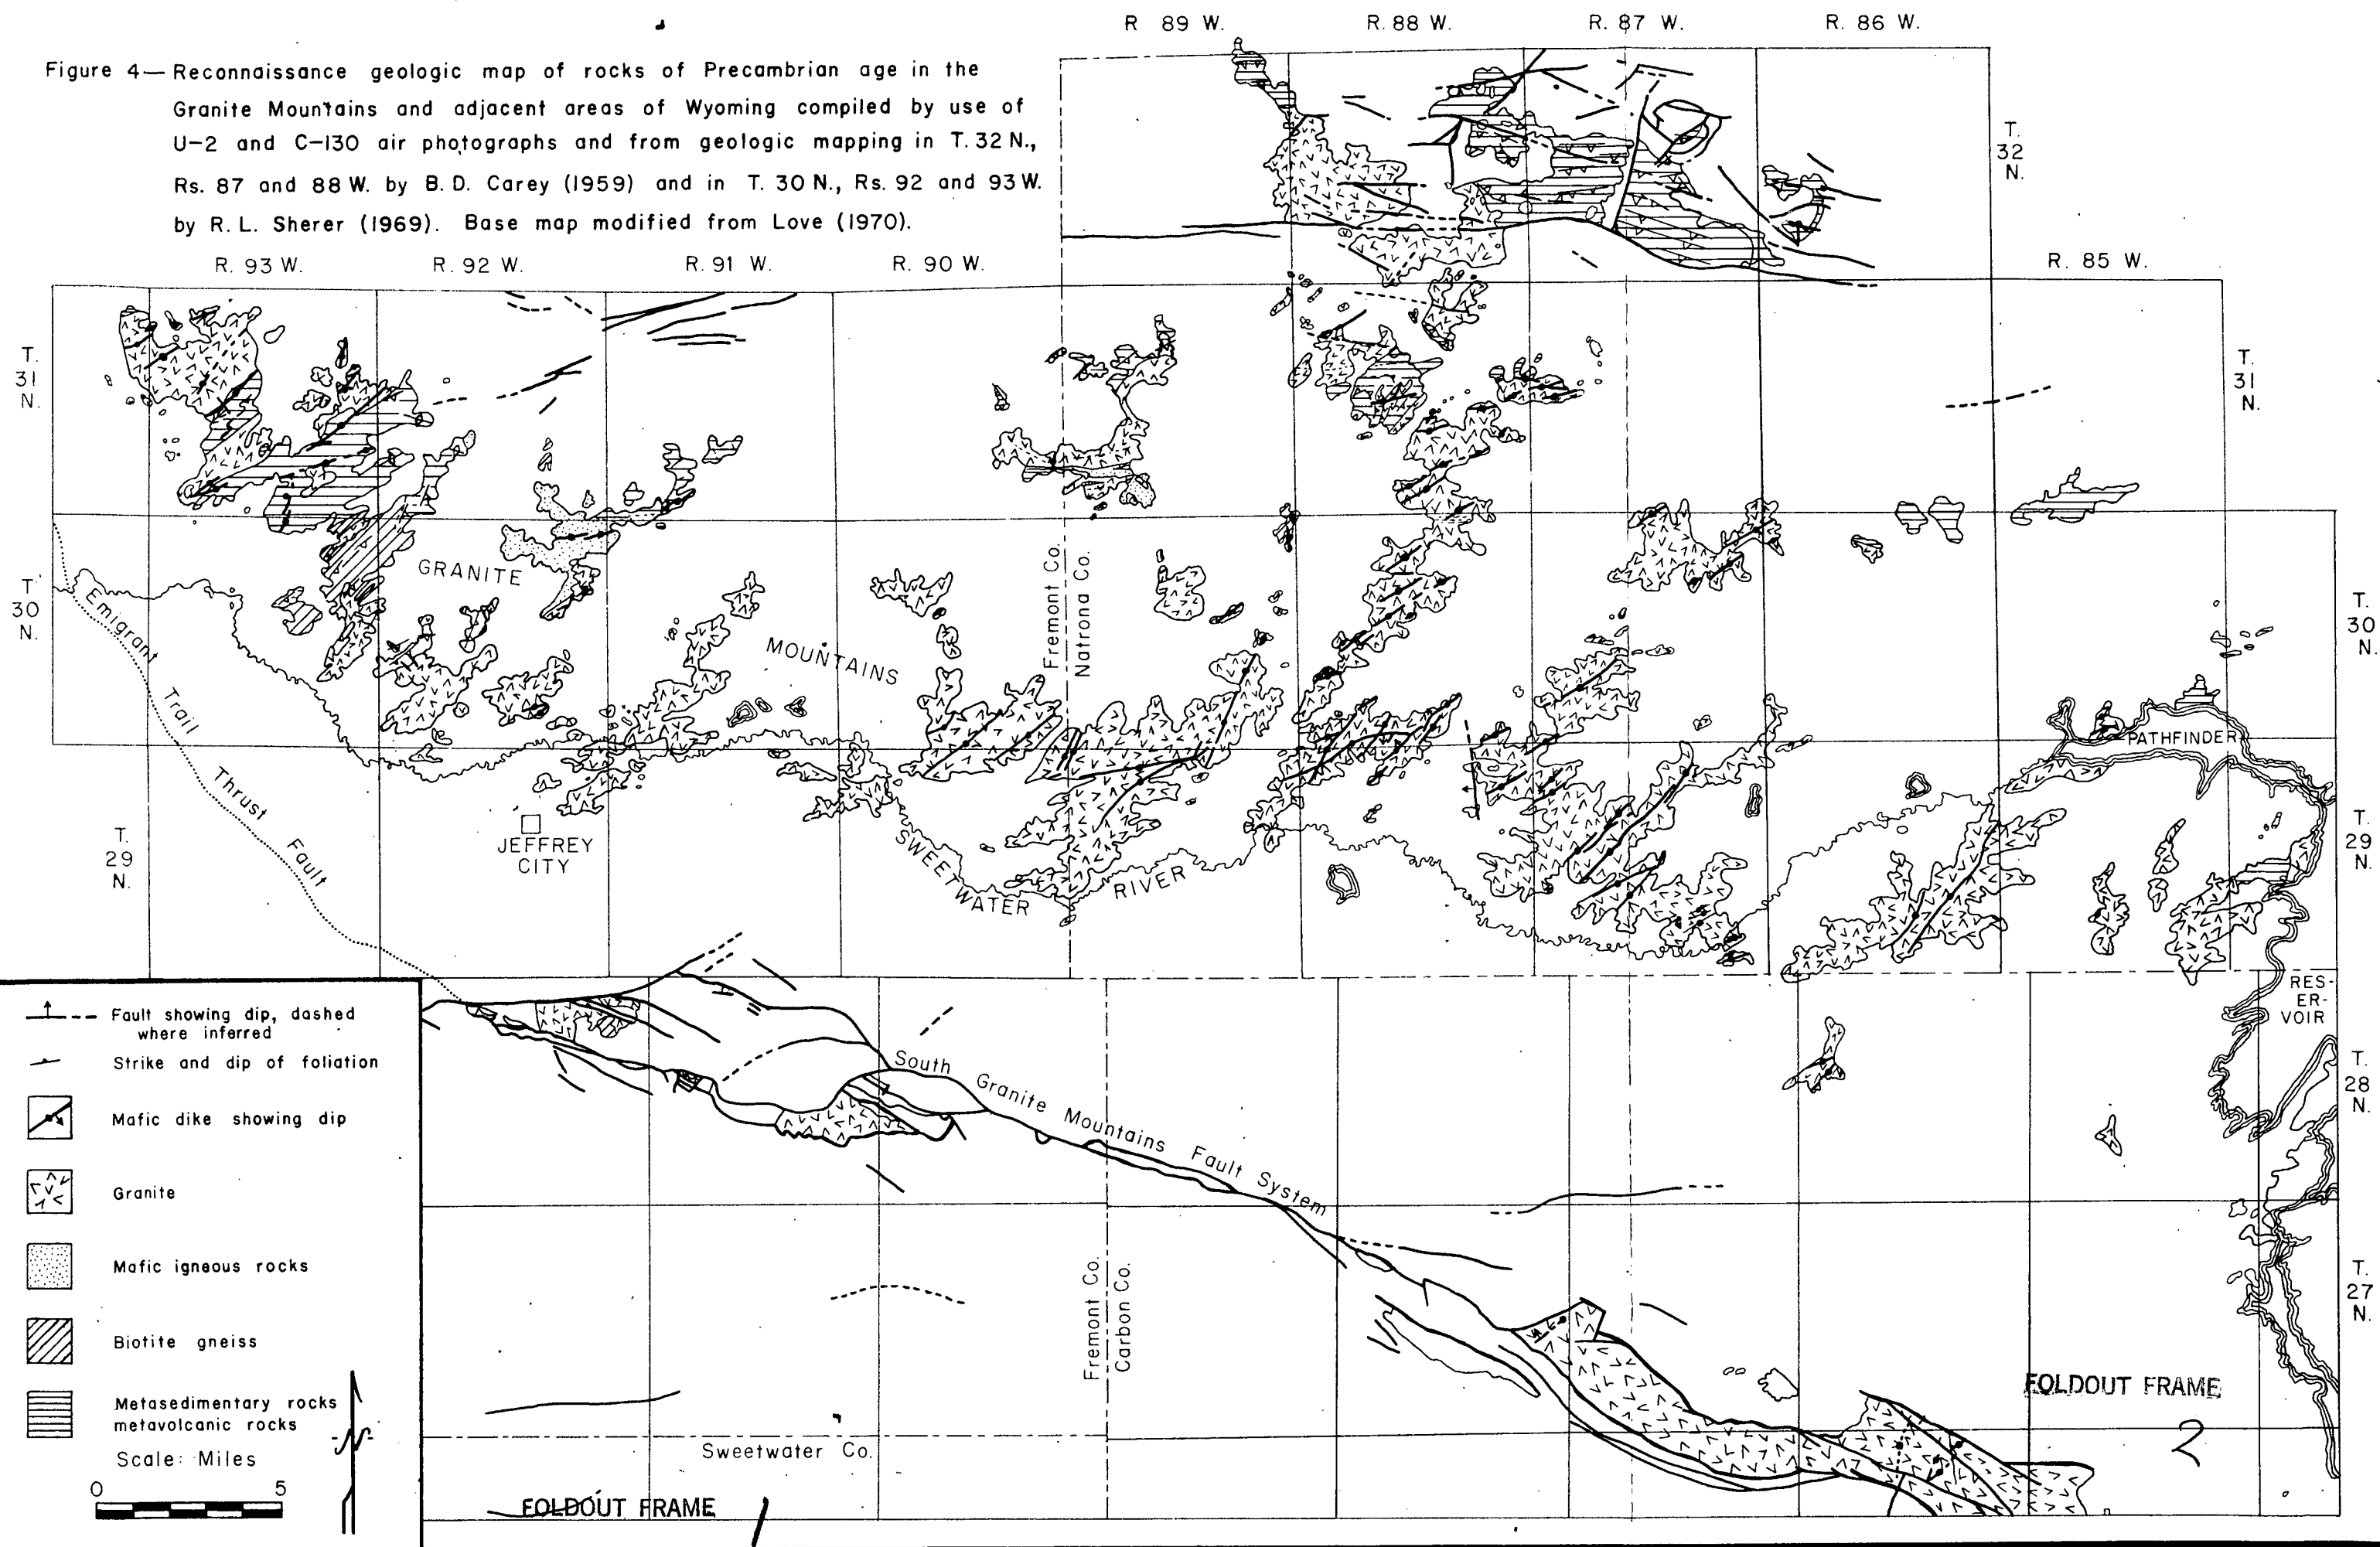 R 89 W. R. 88 W. R. 87 W. R. 86 W.
Figure 4— Reconnaissance geologic map of rocks of Precambrian age in the
Granite Mountains and adjacent areas of Wyoming compiled by use of
U-2 and C-130 air photographs and from geologic mapping in T. 32 N.,
Rs. 87 and 88 W. by B. D. Carey (1959) and in T. 30 N., Rs. 92 and 93 W.
by R. L. Sherer (1969). Base map modified from Love (1970).
T.
32
N.
R. 93 W. R. 92 W. R. 91 W. R. 90 W. R. 85 W.
T.
31
N.
T.
31
N.
GRANITE
MOUNTAINS
T.
30
N.
T.
30
N.
Fremont Co.
Natrona Co.
Emigrant Trail Thrust Fault
PATHFINDER
T.
29
N.
JEFFREY
CITY
SWEETWATER RIVER
T.
29
N.
RES-
ER-
VOIR
South Granite Mountains Fault System
T.
28
N.
Fault showing dip, dashed
where inferred
Strike and dip of foliation
Mafic dike showing dip
Granite
Mafic igneous rocks
Biotite gneiss
Metasedimentary rocks
metavolcanic rocks
Scale: Miles
0 5
N
Fremont Co.
Carbon Co.
T.
27
N.
Sweetwater Co.
FOLDOUT FRAME
2
FOLDOUT FRAME 1